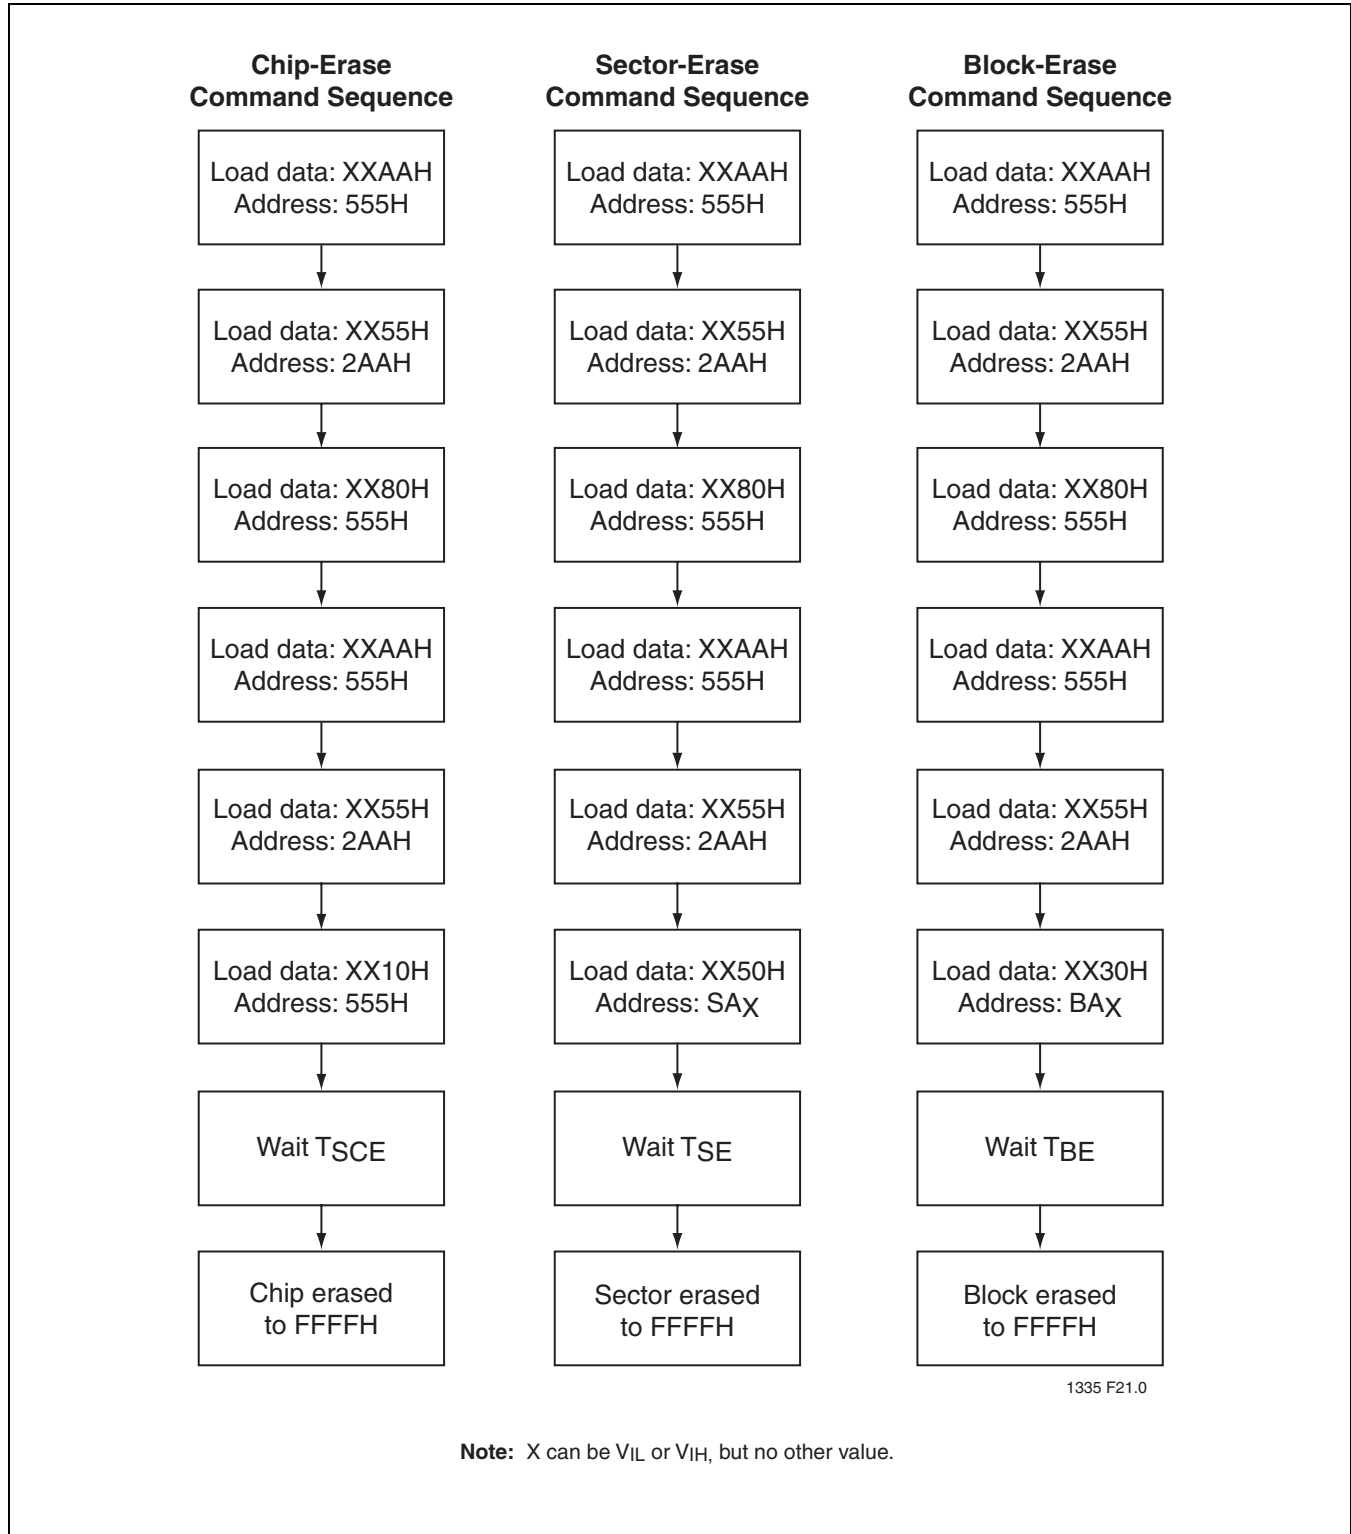 Chip-Erase
Command Sequence
Load data: XXAAH
Address: 555H
Load data: XX55H
Address: 2AAH
Load data: XX80H
Address: 555H
Load data: XXAAH
Address: 555H
Load data: XX55H
Address: 2AAH
Load data: XX10H
Address: 555H
Wait TSCE
Chip erased
to FFFFH
Sector-Erase
Command Sequence
Load data: XXAAH
Address: 555H
Load data: XX55H
Address: 2AAH
Load data: XX80H
Address: 555H
Load data: XXAAH
Address: 555H
Load data: XX55H
Address: 2AAH
Load data: XX50H
Address: SAX
Wait TSE
Sector erased
to FFFFH
Block-Erase
Command Sequence
Load data: XXAAH
Address: 555H
Load data: XX55H
Address: 2AAH
Load data: XX80H
Address: 555H
Load data: XXAAH
Address: 555H
Load data: XX55H
Address: 2AAH
Load data: XX30H
Address: BAX
Wait TBE
Block erased
to FFFFH
1335 F21.0
Note: X can be VIL or VIH, but no other value.